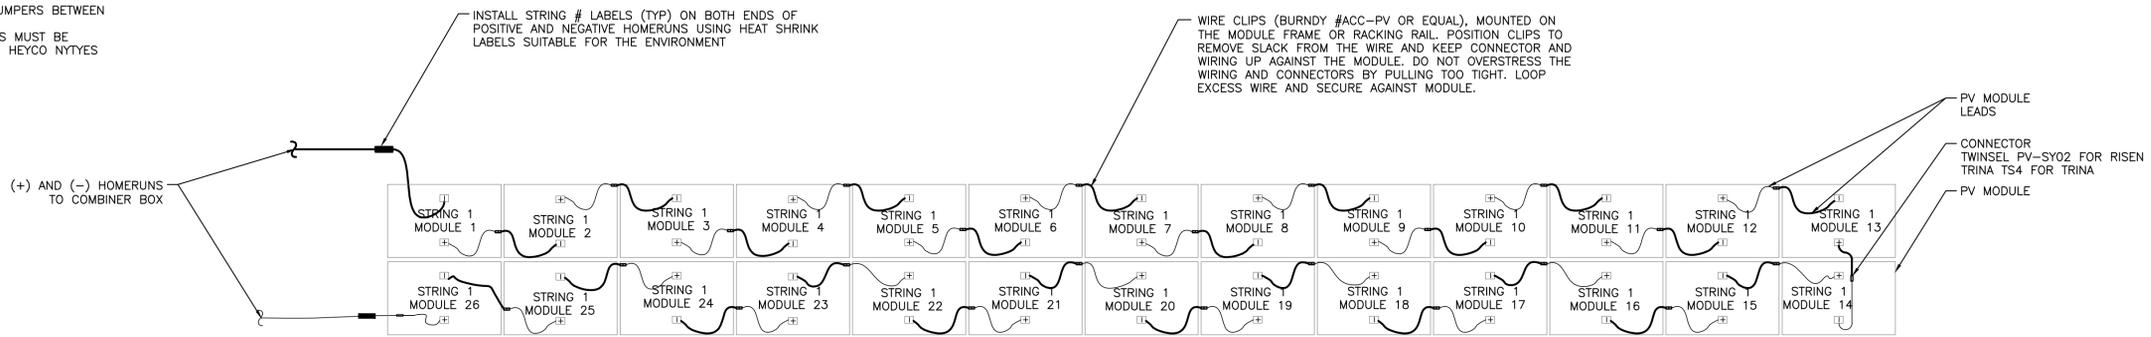 UMPERS BETWEEN
S MUST BE
HEYCO NYTYES
INSTALL STRING # LABELS (TYP) ON BOTH ENDS OF
POSITIVE AND NEGATIVE HOMERUNS USING HEAT SHRINK
LABELS SUITABLE FOR THE ENVIRONMENT
WIRE CLIPS (BURNDY #ACC-PV OR EQUAL), MOUNTED ON
THE MODULE FRAME OR RACKING RAIL. POSITION CLIPS TO
REMOVE SLACK FROM THE WIRE AND KEEP CONNECTOR AND
WIRING UP AGAINST THE MODULE. DO NOT OVERSTRESS THE
WIRING AND CONNECTORS BY PULLING TOO TIGHT. LOOP
EXCESS WIRE AND SECURE AGAINST MODULE.
PV MODULE
LEADS
CONNECTOR
TWINSEL PV-SY02 FOR RISEN
TRINA TS4 FOR TRINA
PV MODULE
(+) AND (-) HOMERUNS
TO COMBINER BOX
STRING 1
MODULE 1
STRING 1
MODULE 2
STRING 1
MODULE 3
STRING 1
MODULE 4
STRING 1
MODULE 5
STRING 1
MODULE 6
STRING 1
MODULE 7
STRING 1
MODULE 8
STRING 1
MODULE 9
STRING 1
MODULE 10
STRING 1
MODULE 11
STRING 1
MODULE 12
STRING 1
MODULE 13
STRING 1
MODULE 26
STRING 1
MODULE 25
STRING 1
MODULE 24
STRING 1
MODULE 23
STRING 1
MODULE 22
STRING 1
MODULE 21
STRING 1
MODULE 20
STRING 1
MODULE 19
STRING 1
MODULE 18
STRING 1
MODULE 17
STRING 1
MODULE 16
STRING 1
MODULE 15
STRING 1
MODULE 14